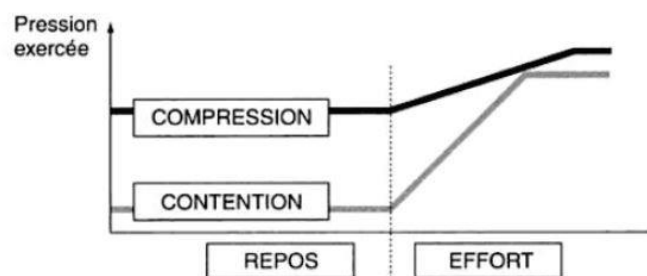 Pression
exercée
COMPRESSION
CONTENTION
REPOS
EFFORT